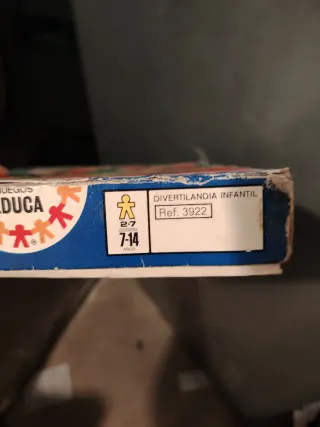 JUEGOS
EDUCA
®
2-7
7-14
AÑOS
DIVERTILANDIA INFANTIL
Ref. 3922